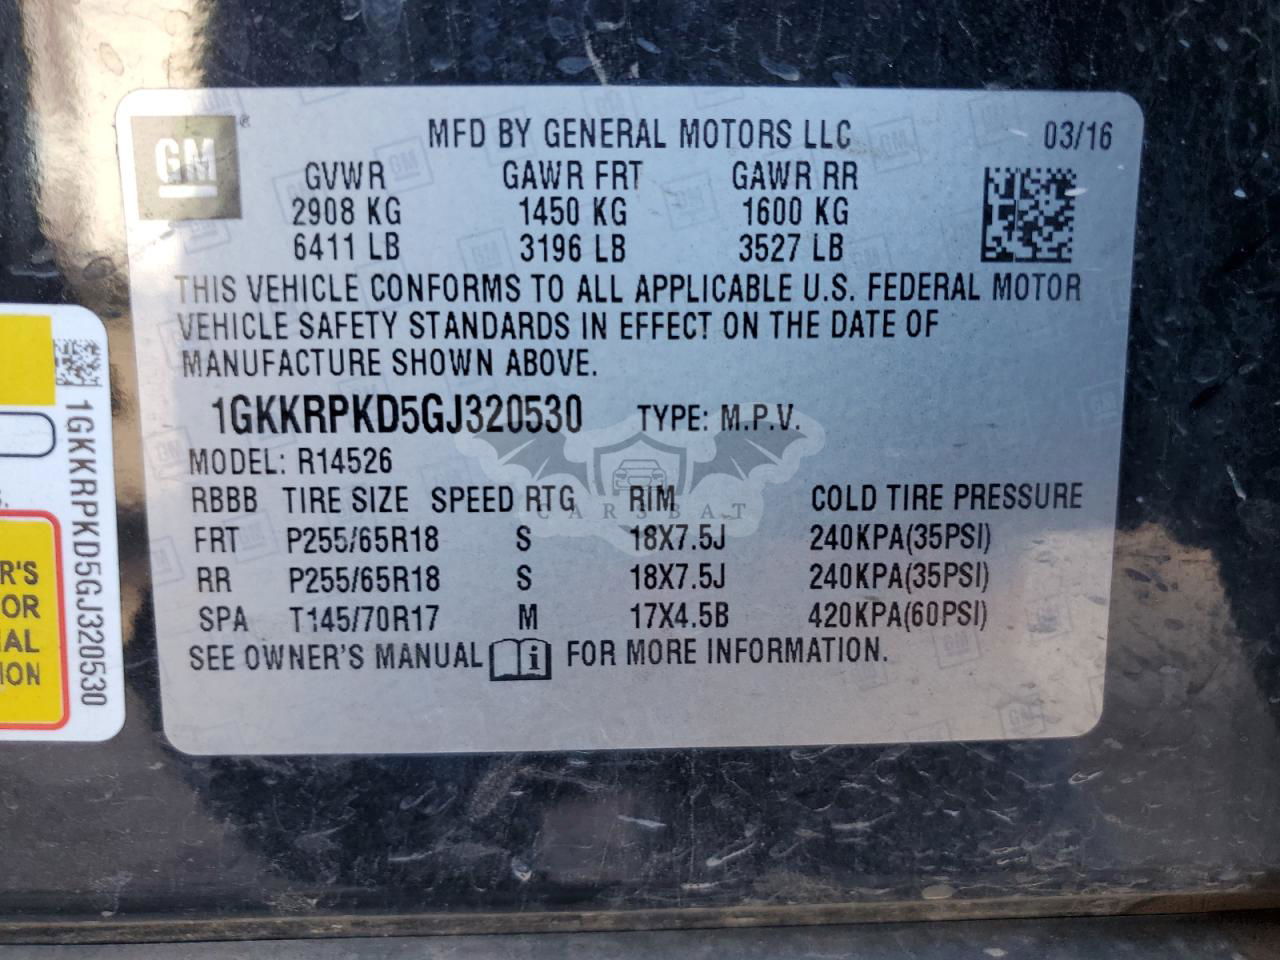 GM
MFD BY GENERAL MOTORS LLC 03/16
GVWR GAWR FRT GAWR RR
2908 KG 1450 KG 1600 KG
6411 LB 3196 LB 3527 LB
THIS VEHICLE CONFORMS TO ALL APPLICABLE U.S. FEDERAL MOTOR
VEHICLE SAFETY STANDARDS IN EFFECT ON THE DATE OF
MANUFACTURE SHOWN ABOVE.
1GKKRPKD5GJ320530 TYPE: M.P.V.
MODEL: R14526
RBBB TIRE SIZE SPEED RTG RIM COLD TIRE PRESSURE
FRT P255/65R18 S 18X7.5J 240KPA(35PSI)
RR P255/65R18 S 18X7.5J 240KPA(35PSI)
SPA T145/70R17 M 17X4.5B 420KPA(60PSI)
SEE OWNER'S MANUAL i FOR MORE INFORMATION.
CARSBAT
1GKKRPKD5GJ320530
R'S
OR
IAL
ION